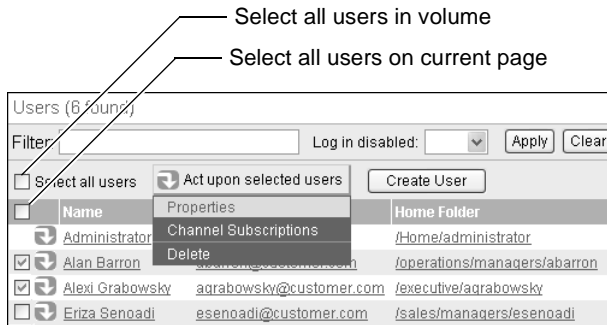 Select all users in volume
Select all users on current page
Users (6 found)
Filter: Log in disabled: Apply Clear
Select all users Act upon selected users Create User
Name Properties Home Folder
Channel Subscriptions
Administrator /Home/administrator
Delete
Alan Barron abarron@customer.com /operations/managers/abarron
Alexi Grabowsky agrabowsky@customer.com /executive/agrabowsky
Eriza Senoadi esenoadi@customer.com /sales/managers/esenoadi